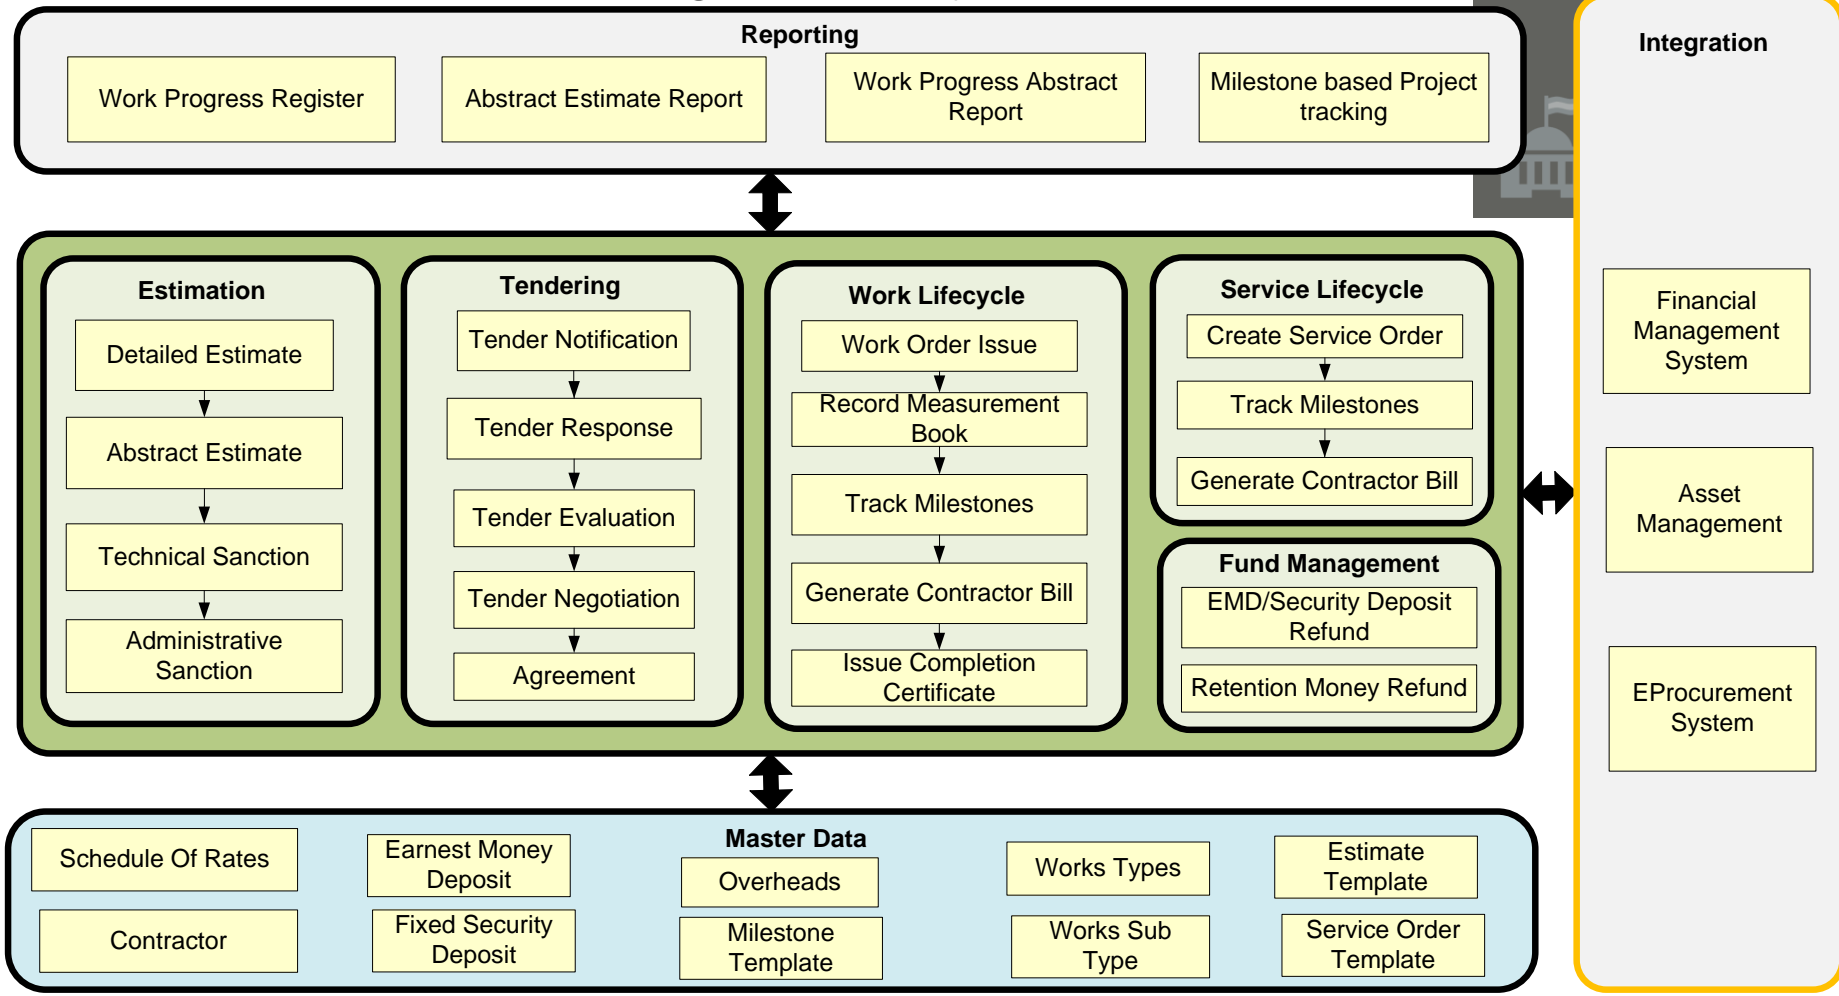 Reporting
Work Progress Register
Abstract Estimate Report
Work Progress Abstract
Report
Milestone based Project
tracking
Integration
Financial
Management
System
Asset
Management
EProcurement
System
Estimation
Detailed Estimate
Abstract Estimate
Technical Sanction
Administrative
Sanction
Tendering
Tender Notification
Tender Response
Tender Evaluation
Tender Negotiation
Agreement
Work Lifecycle
Work Order Issue
Record Measurement
Book
Track Milestones
Generate Contractor Bill
Issue Completion
Certificate
Service Lifecycle
Create Service Order
Track Milestones
Generate Contractor Bill
Fund Management
EMD/Security Deposit
Refund
Retention Money Refund
Master Data
Schedule Of Rates
Earnest Money
Deposit
Overheads
Works Types
Estimate
Template
Contractor
Fixed Security
Deposit
Milestone
Template
Works Sub
Type
Service Order
Template